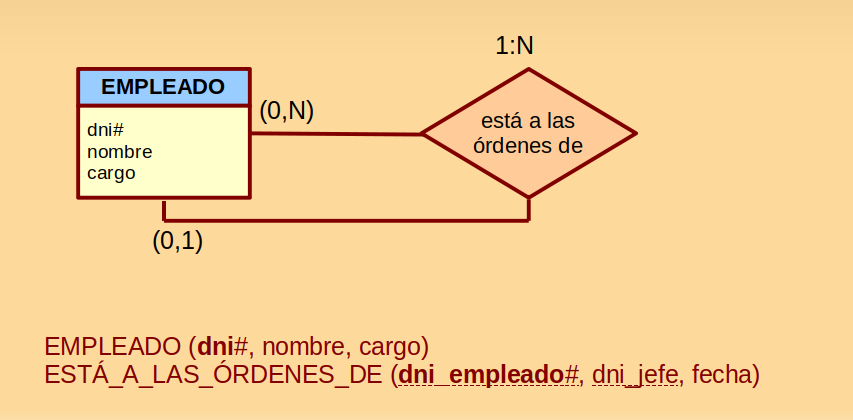 1:N
EMPLEADO
(0,N)
dni#
nombre
cargo
está a las
órdenes de
(0,1)
EMPLEADO (dni#, nombre, cargo)
ESTÁ_A_LAS_ÓRDENES_DE (dni_empleado#, dni_jefe, fecha)